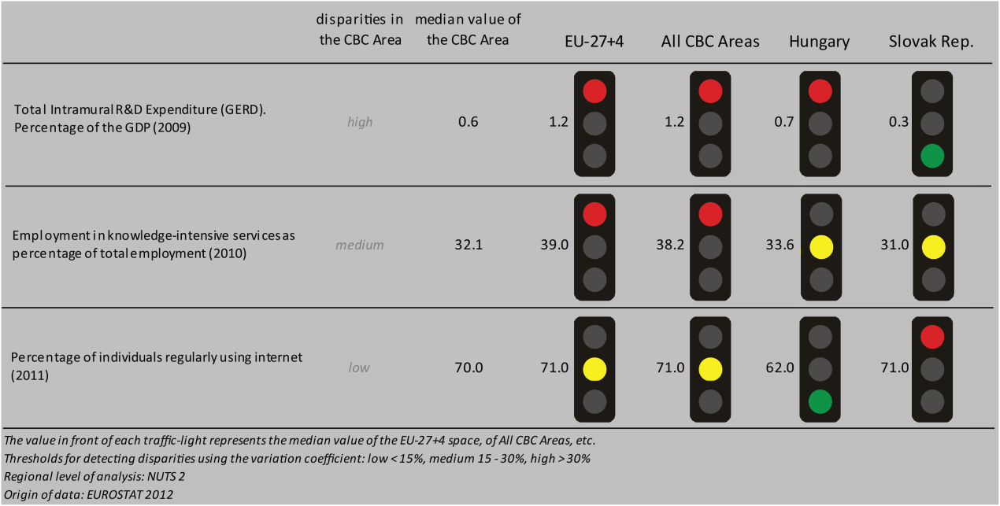 disparities in
the CBC Area
median value of
the CBC Area
EU-27+4
All CBC Areas
Hungary
Slovak Rep.
Total Intramural R&D Expenditure (GERD).
Percentage of the GDP (2009)
high
0.6
1.2
1.2
0.7
0.3
Employment in knowledge-intensive services as
percentage of total employment (2010)
medium
32.1
39.0
38.2
33.6
31.0
Percentage of individuals regularly using internet
(2011)
low
70.0
71.0
71.0
62.0
71.0
The value in front of each traffic-light represents the median value of the EU-27+4 space, of All CBC Areas, etc.
Thresholds for detecting disparities using the variation coefficient: low < 15%, medium 15 - 30%, high > 30%
Regional level of analysis: NUTS 2
Origin of data: EUROSTAT 2012